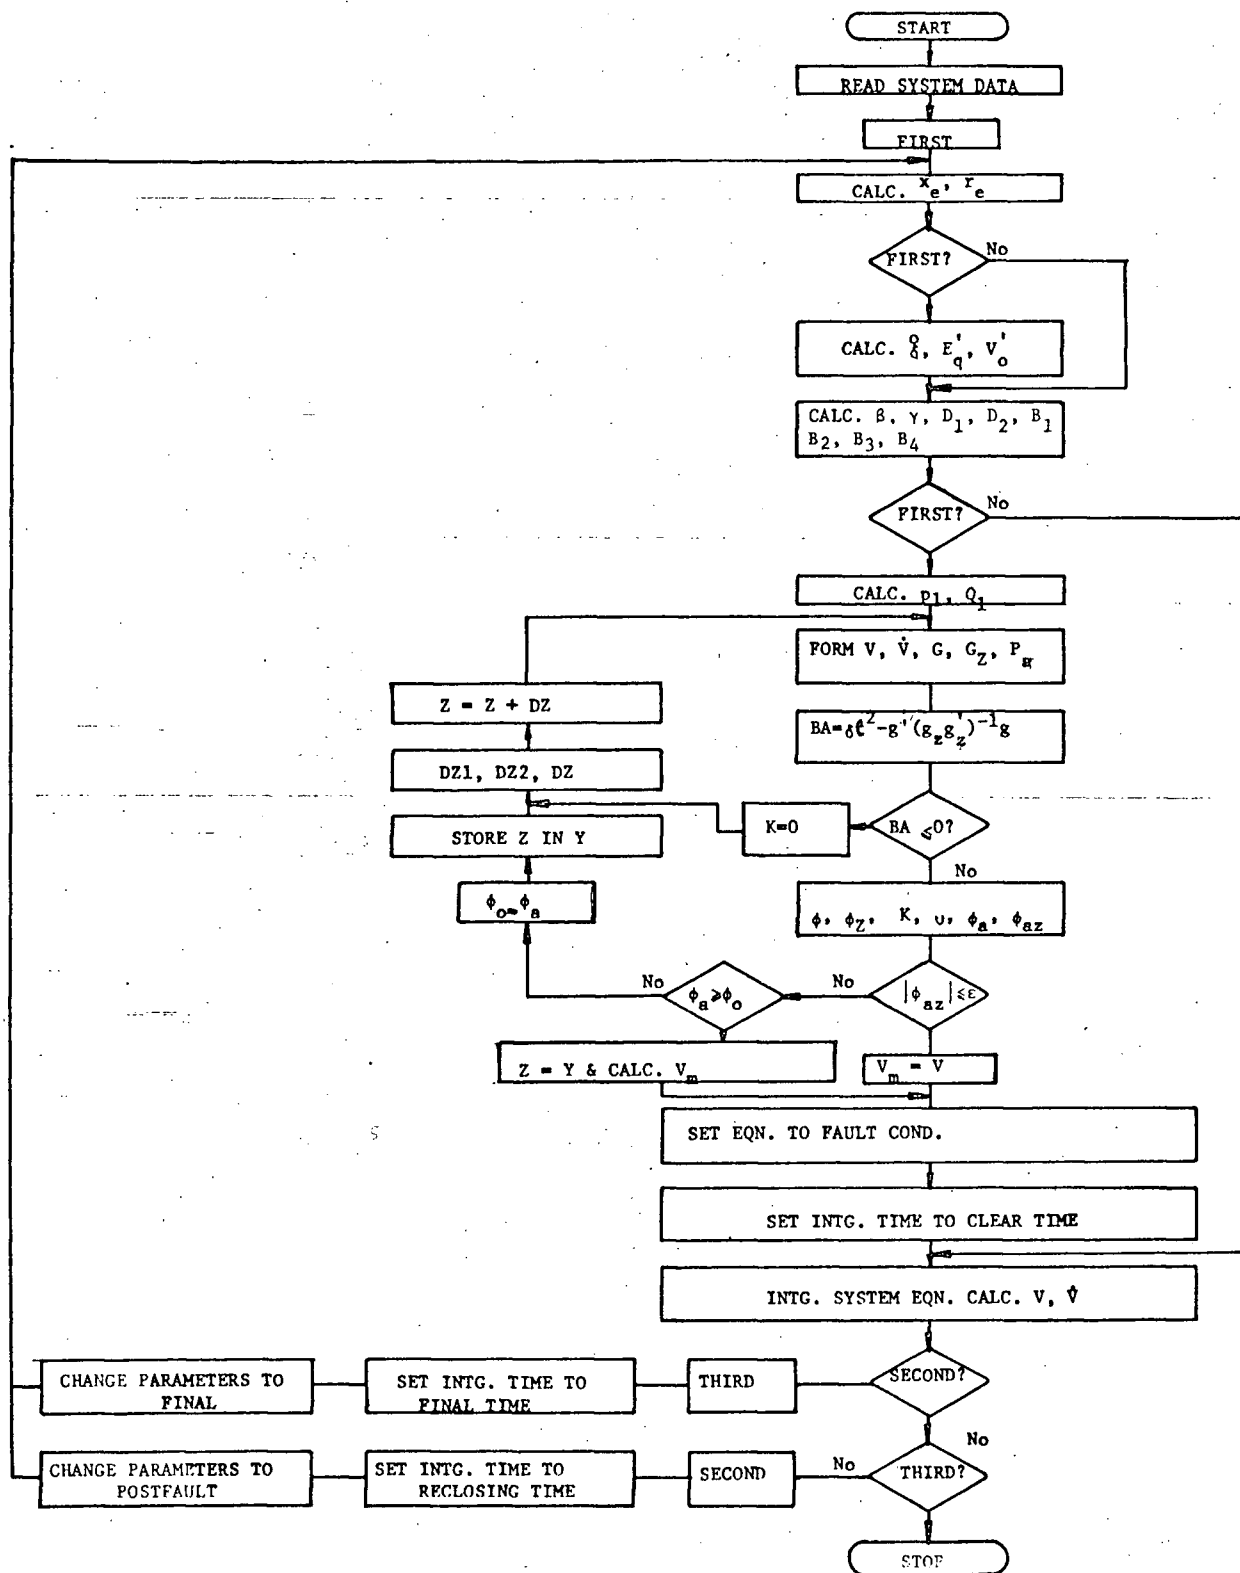 START
READ SYSTEM DATA
FIRST
CALC. x_e, r_e
FIRST?
No
CALC. δ, E'_q, V'_o
CALC. β, γ, D_1, D_2, B_1
B_2, B_3, B_4
FIRST?
No
CALC. p_1, Q_1
FORM V, V̇, G, G_Z, P_a
Z = Z + DZ
BA=δℓ²-g'(g_z g'_z)^-1 g
DZ1, DZ2, DZ
K=0
BA ≤0?
STORE Z IN Y
No
φ_o=φ_a
φ, φ_Z, K, υ, φ_a, φ_az
No
φ_a≥φ_o
No
|φ_az|≤ε
Z = Y & CALC. V_m
V_m = V
SET EQN. TO FAULT COND.
SET INTG. TIME TO CLEAR TIME
INTG. SYSTEM EQN. CALC. V, V̇
CHANGE PARAMETERS TO
FINAL
SET INTG. TIME TO
FINAL TIME
THIRD
SECOND?
No
CHANGE PARAMETERS TO
POSTFAULT
SET INTG. TIME TO
RECLOSING TIME
SECOND
No
THIRD?
STOP